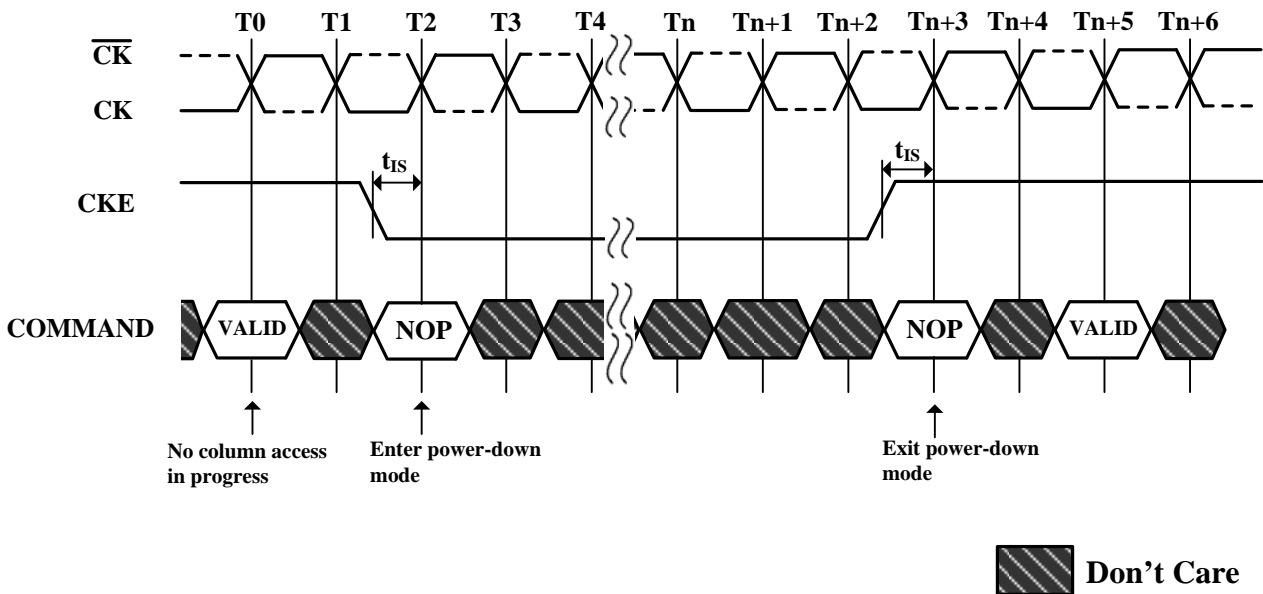 T0 T1 T2 T3 T4 Tn Tn+1 Tn+2 Tn+3 Tn+4 Tn+5 Tn+6
CK
CK
tIS tIS
CKE
COMMAND VALID NOP NOP VALID
No column access
in progress
Enter power-down
mode
Exit power-down
mode
Don't Care